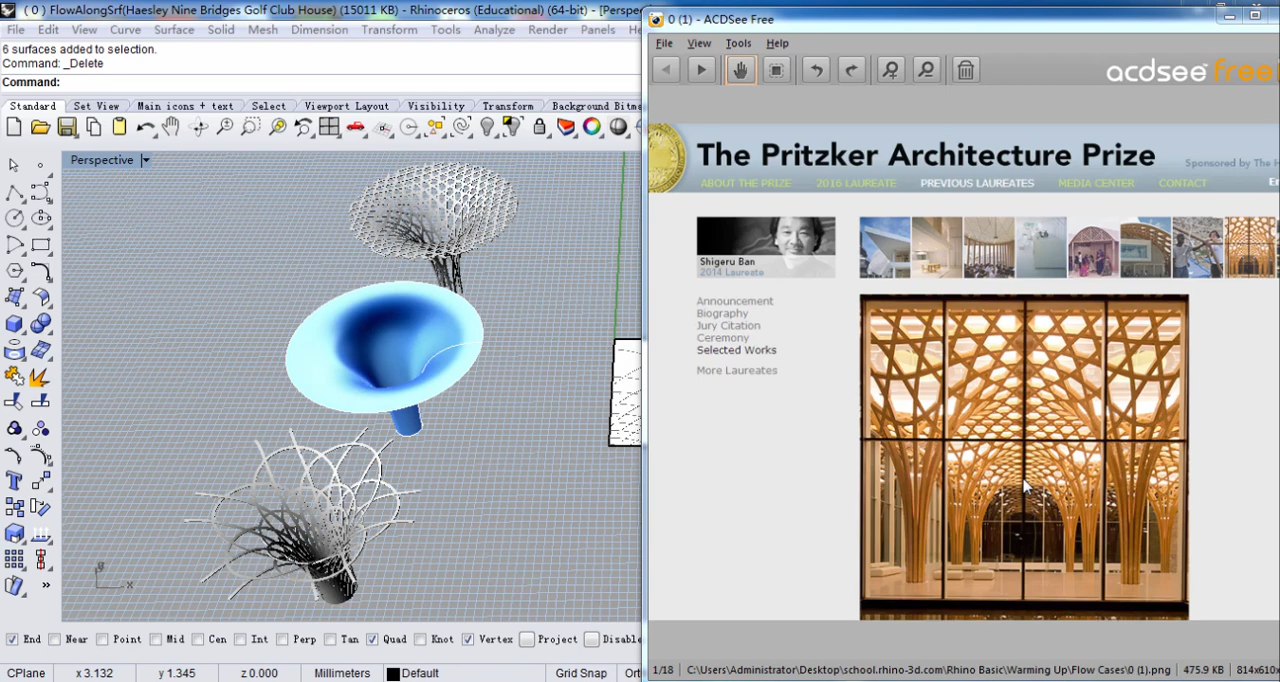 ( 0 ) FlowAlongSrf(Haesley Nine Bridges Golf Club House) (15011 KB) - Rhinoceros (Educational) (64-bit) - [Perspe
File Edit View Curve Surface Solid Mesh Dimension Transform Tools Analyze Render Panels He
6 surfaces added to selection.
Command: _Delete
Command:
Standard Set View Main icons + text Select Viewport Layout Visibility Transform Background Bitm
Perspective
y
x
End Near Point Mid Cen Int Perp Tan Quad Knot Vertex Project Disable
CPlane x 3.132 y 1.345 z 0.000 Millimeters Default Grid Snap Ort
0 (1) - ACDSee Free
File View Tools Help
acdsee free
The Pritzker Architecture Prize
Sponsored by The H
ABOUT THE PRIZE 2015 LAUREATE PREVIOUS LAUREATES MEDIA CENTER CONTACT En
Shigeru Ban
2014 Laureate
Announcement
Biography
Jury Citation
Ceremony
Selected Works
More Laureates
1/18 C:\Users\Administrator\Desktop\school.rhino-3d.com\Rhino Basic\Warming Up\Flow Cases\0 (1).png 475.9 KB 814x610x